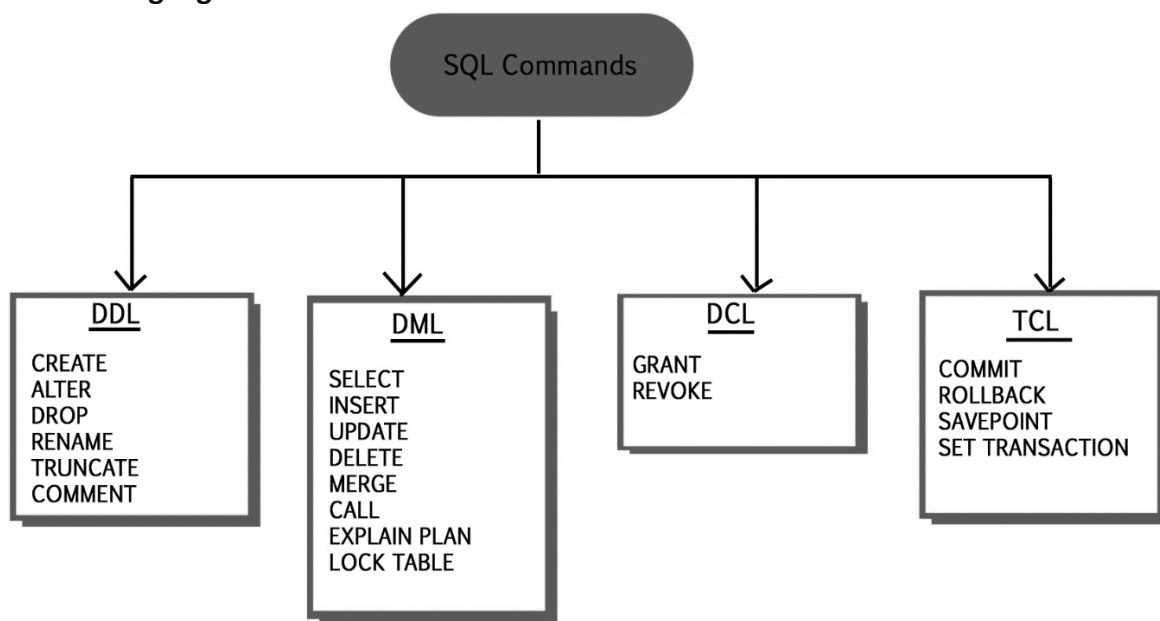 SQL Commands
DDL
CREATE
ALTER
DROP
RENAME
TRUNCATE
COMMENT
DML
SELECT
INSERT
UPDATE
DELETE
MERGE
CALL
EXPLAIN PLAN
LOCK TABLE
DCL
GRANT
REVOKE
TCL
COMMIT
ROLLBACK
SAVEPOINT
SET TRANSACTION